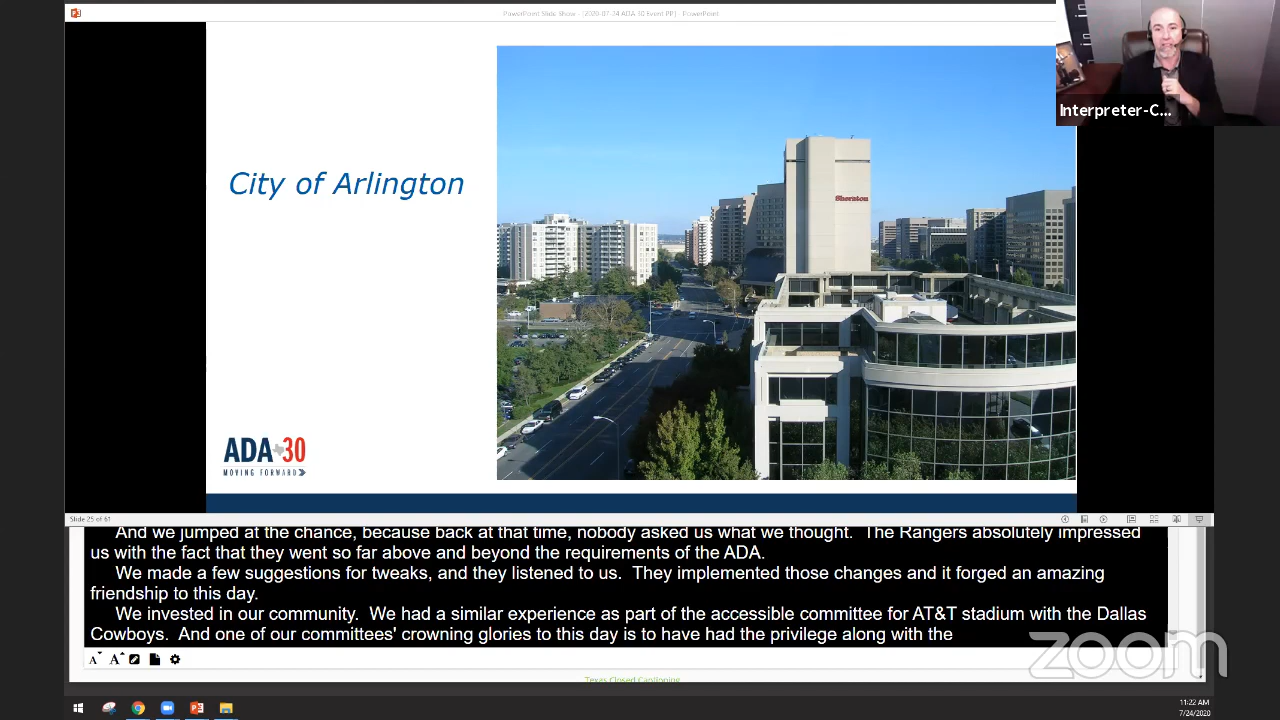 PowerPoint Slide Show - [2020-07-24 ADA 30 Event PP] - PowerPoint
Interpreter-C...
City of Arlington
Sheraton
ADA 30
MOVING FORWARD
Slide 25 of 61
And we jumped at the chance, because back at that time, nobody asked us what we thought. The Rangers absolutely impressed
us with the fact that they went so far above and beyond the requirements of the ADA.
We made a few suggestions for tweaks, and they listened to us. They implemented those changes and it forged an amazing
friendship to this day.
We invested in our community. We had a similar experience as part of the accessible committee for AT&T stadium with the Dallas
Cowboys. And one of our committees' crowning glories to this day is to have had the privilege along with the
zoom
A A
Texas Closed Captioning
11:22 AM
7/24/2020